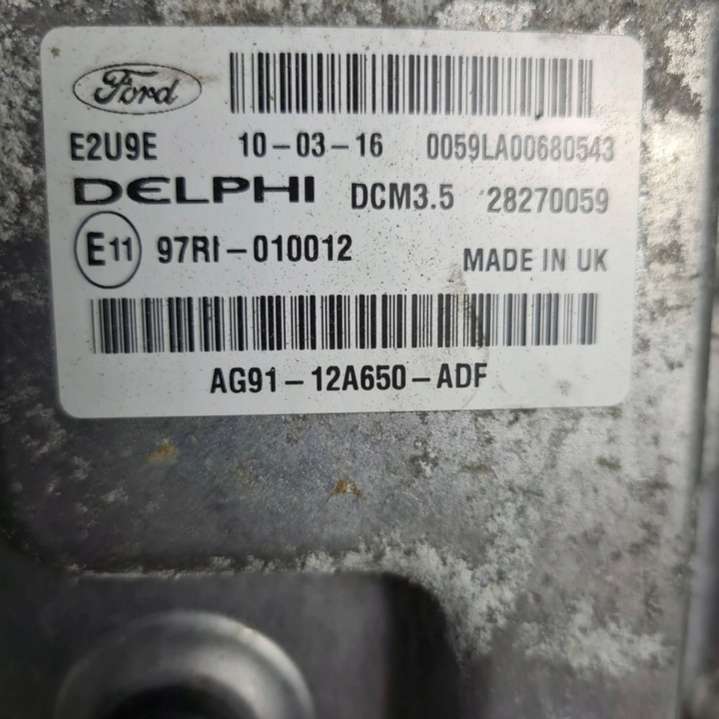 Ford
E2U9E 10-03-16 0059LA00680543
DELPHI DCM3.5 28270059
E11 97RI-010012 MADE IN UK
AG91-12A650-ADF